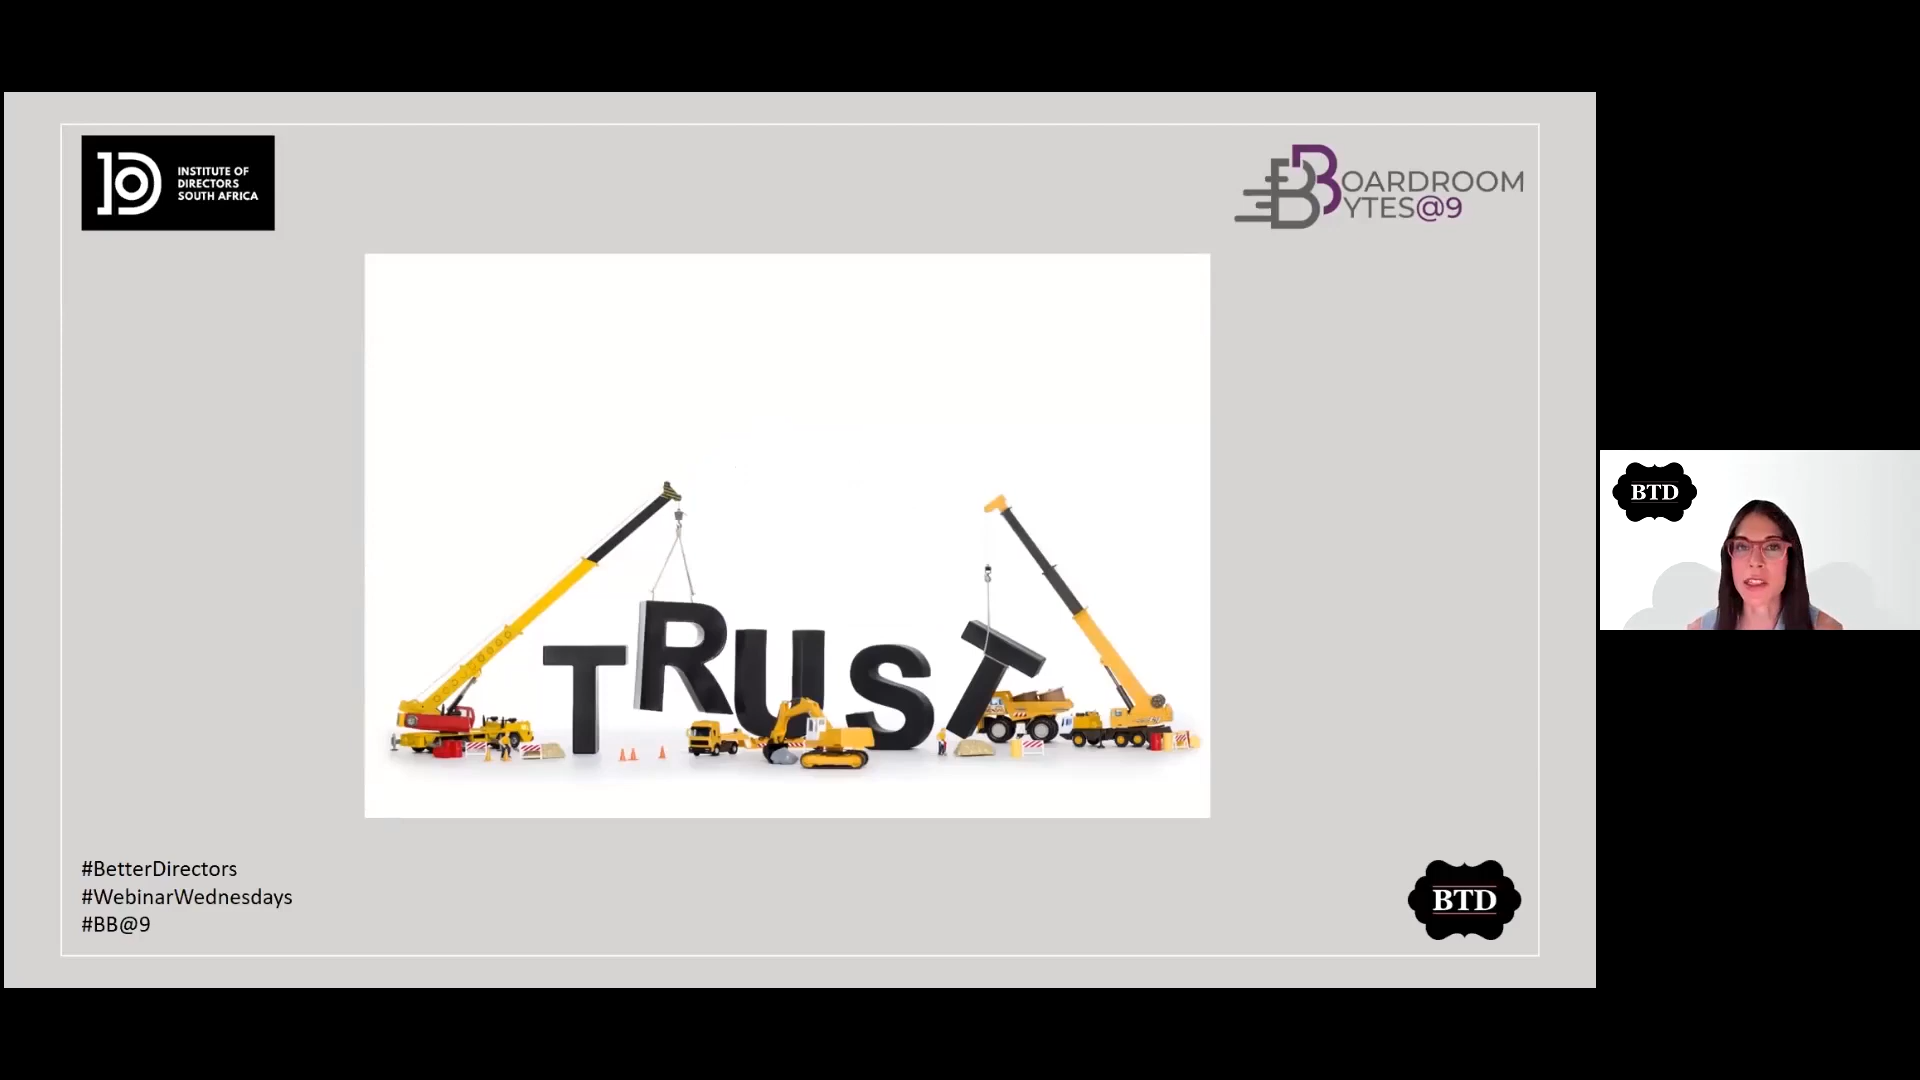 INSTITUTE OF
DIRECTORS
SOUTH AFRICA
BOARDROOM
BYTES@9
TRUST
BTD
#BetterDirectors
#WebinarWednesdays
#BB@9
BTD